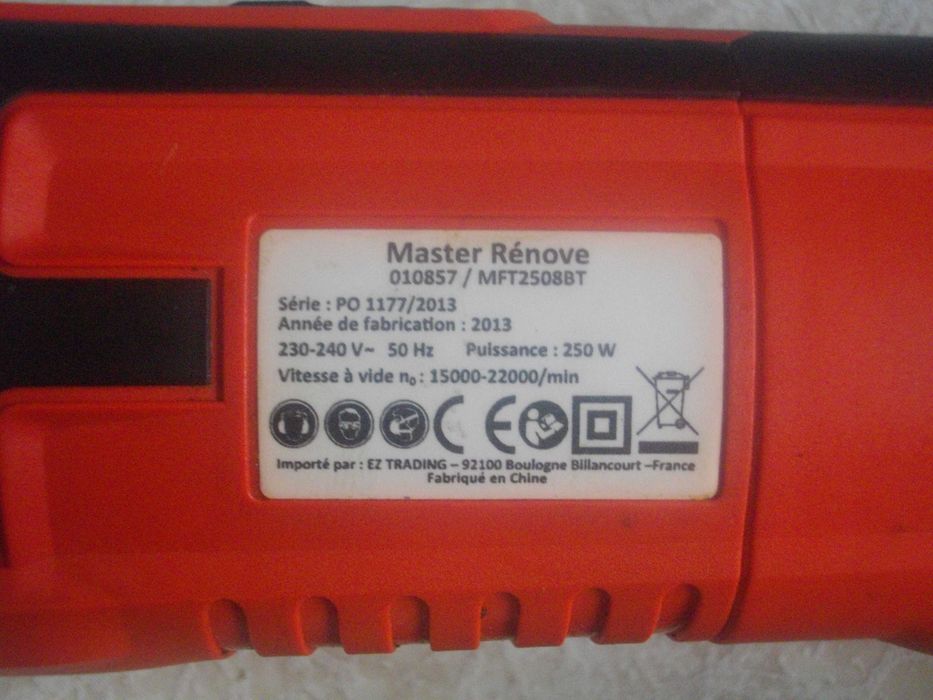 Master Rénove
010857 / MFT2508BT
Série : PO 1177/2013
Année de fabrication : 2013
230-240 V~ 50 Hz Puissance : 250 W
Vitesse à vide n₀ : 15000-22000/min
CE
Importé par : EZ TRADING – 92100 Boulogne Billancourt –France
Fabriqué en Chine